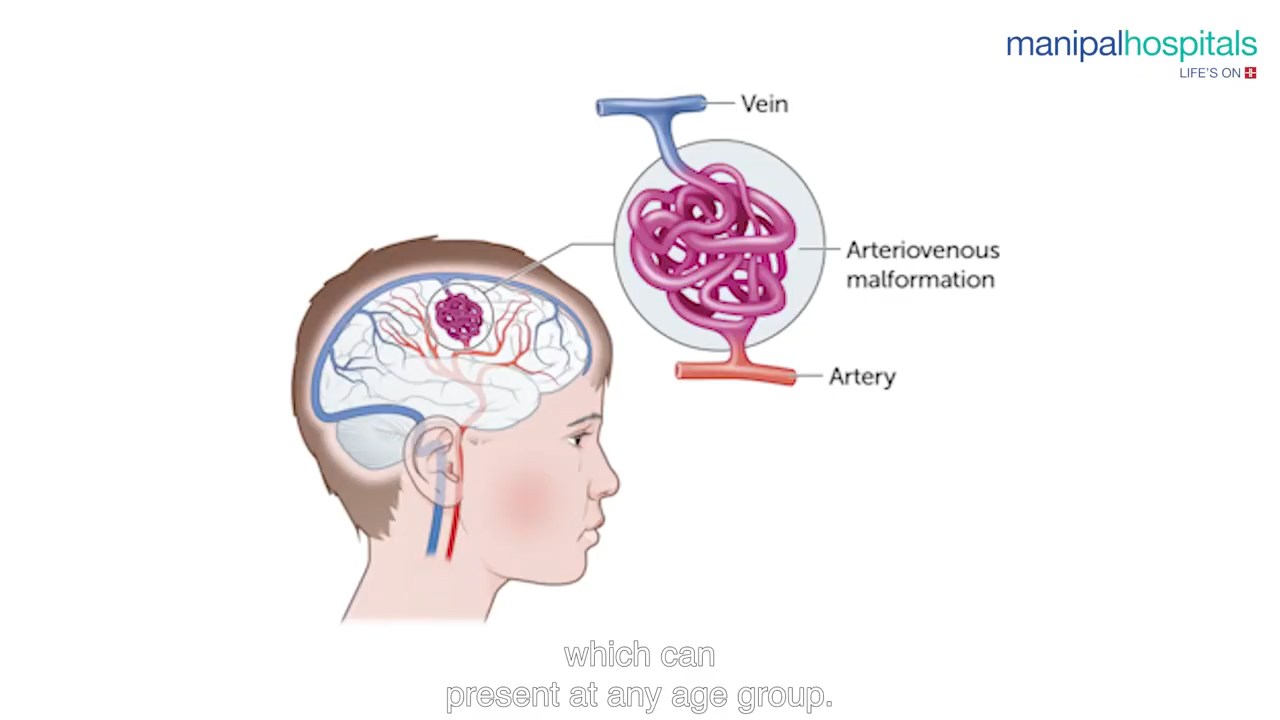 manipalhospitals
LIFE'S ON
Vein
Arteriovenous
malformation
Artery
which can
present at any age group.